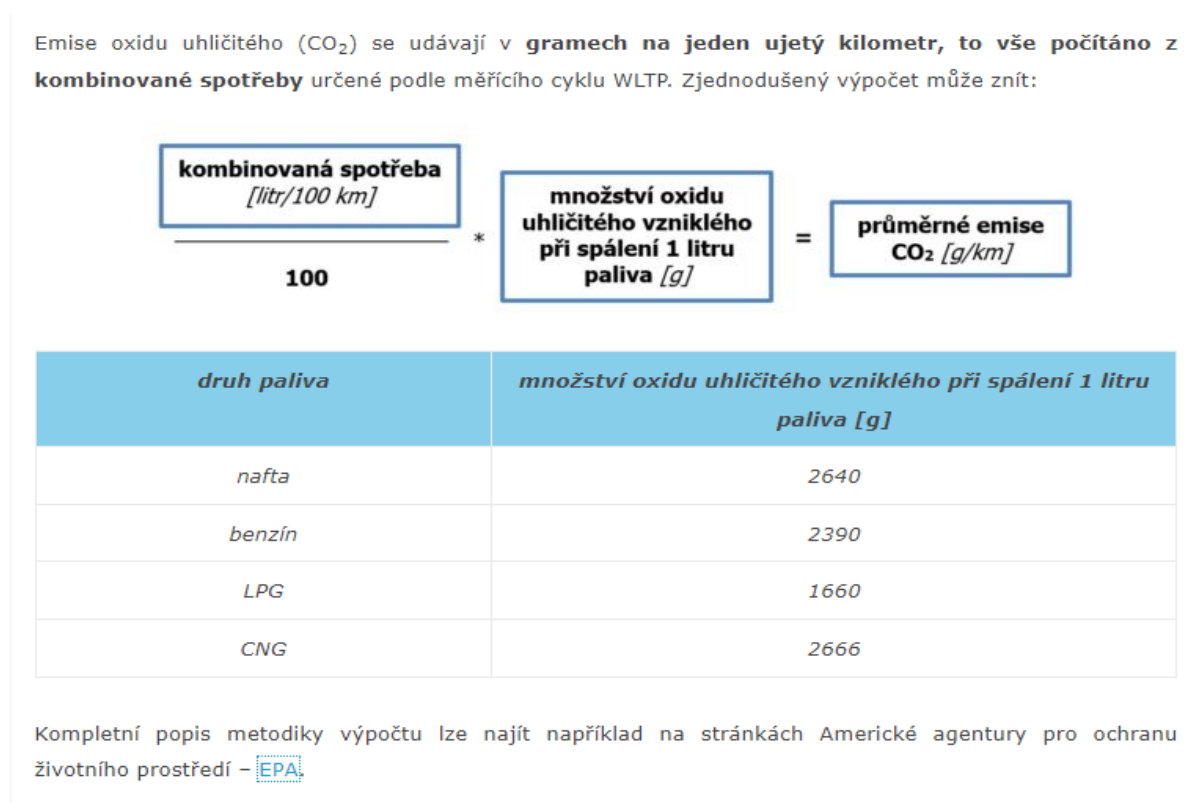 Emise oxidu uhličitého (CO₂) se udávají v gramech na jeden ujetý kilometr, to vše počítáno z
kombinované spotřeby určené podle měřícího cyklu WLTP. Zjednodušený výpočet může znít:
kombinovaná spotřeba
[litr/100 km]
100
*
množství oxidu
uhličitého vzniklého
při spálení 1 litru
paliva [g]
=
průměrné emise
CO₂ [g/km]
druh paliva
množství oxidu uhličitého vzniklého při spálení 1 litru
paliva [g]
nafta 2640
benzín 2390
LPG 1660
CNG 2666
Kompletní popis metodiky výpočtu lze najít například na stránkách Americké agentury pro ochranu
životního prostředí – EPA.